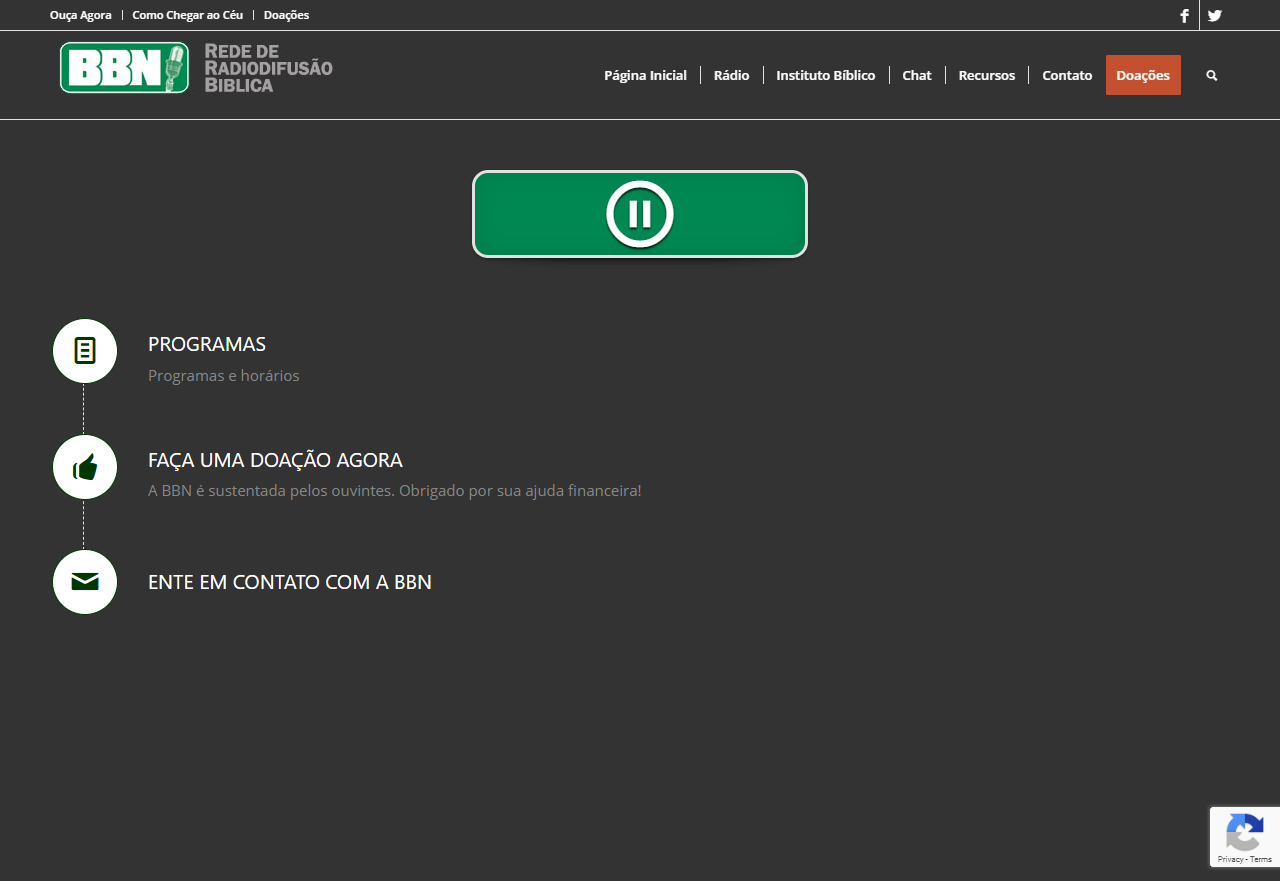 Ouça Agora
Como Chegar ao Céu
Doações
BBN
REDE DE
RADIODIFUSÃO
BIBLICA
Página Inicial
Rádio
Instituto Bíblico
Chat
Recursos
Contato
Doações
PROGRAMAS
Programas e horários
FAÇA UMA DOAÇÃO AGORA
A BBN é sustentada pelos ouvintes. Obrigado por sua ajuda financeira!
ENTE EM CONTATO COM A BBN
Privacy - Terms